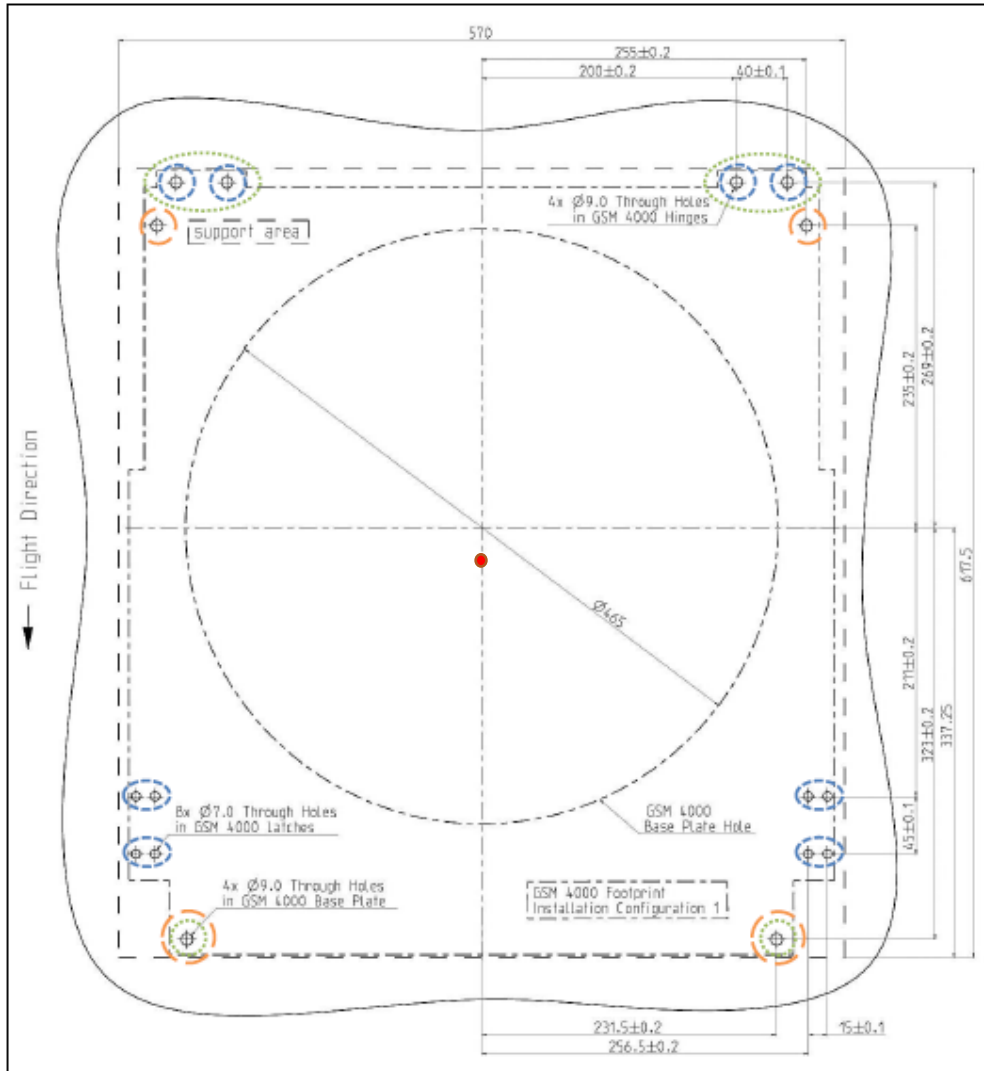 570
255±0.2
200±0.2
40±0.1
4x Ø9.0 Through Holes
in GSM 4000 Hinges
support area
235±0.2
269±0.2
Flight Direction
Ø465
617.5
211±0.2
323±0.2
337.25
8x Ø7.0 Through Holes
in GSM 4000 Latches
GSM 4000
Base Plate Hole
45±0.1
4x Ø9.0 Through Holes
in GSM 4000 Base Plate
GSM 4000 Footprint
Installation Configuration 1
231.5±0.2
15±0.1
256.5±0.2